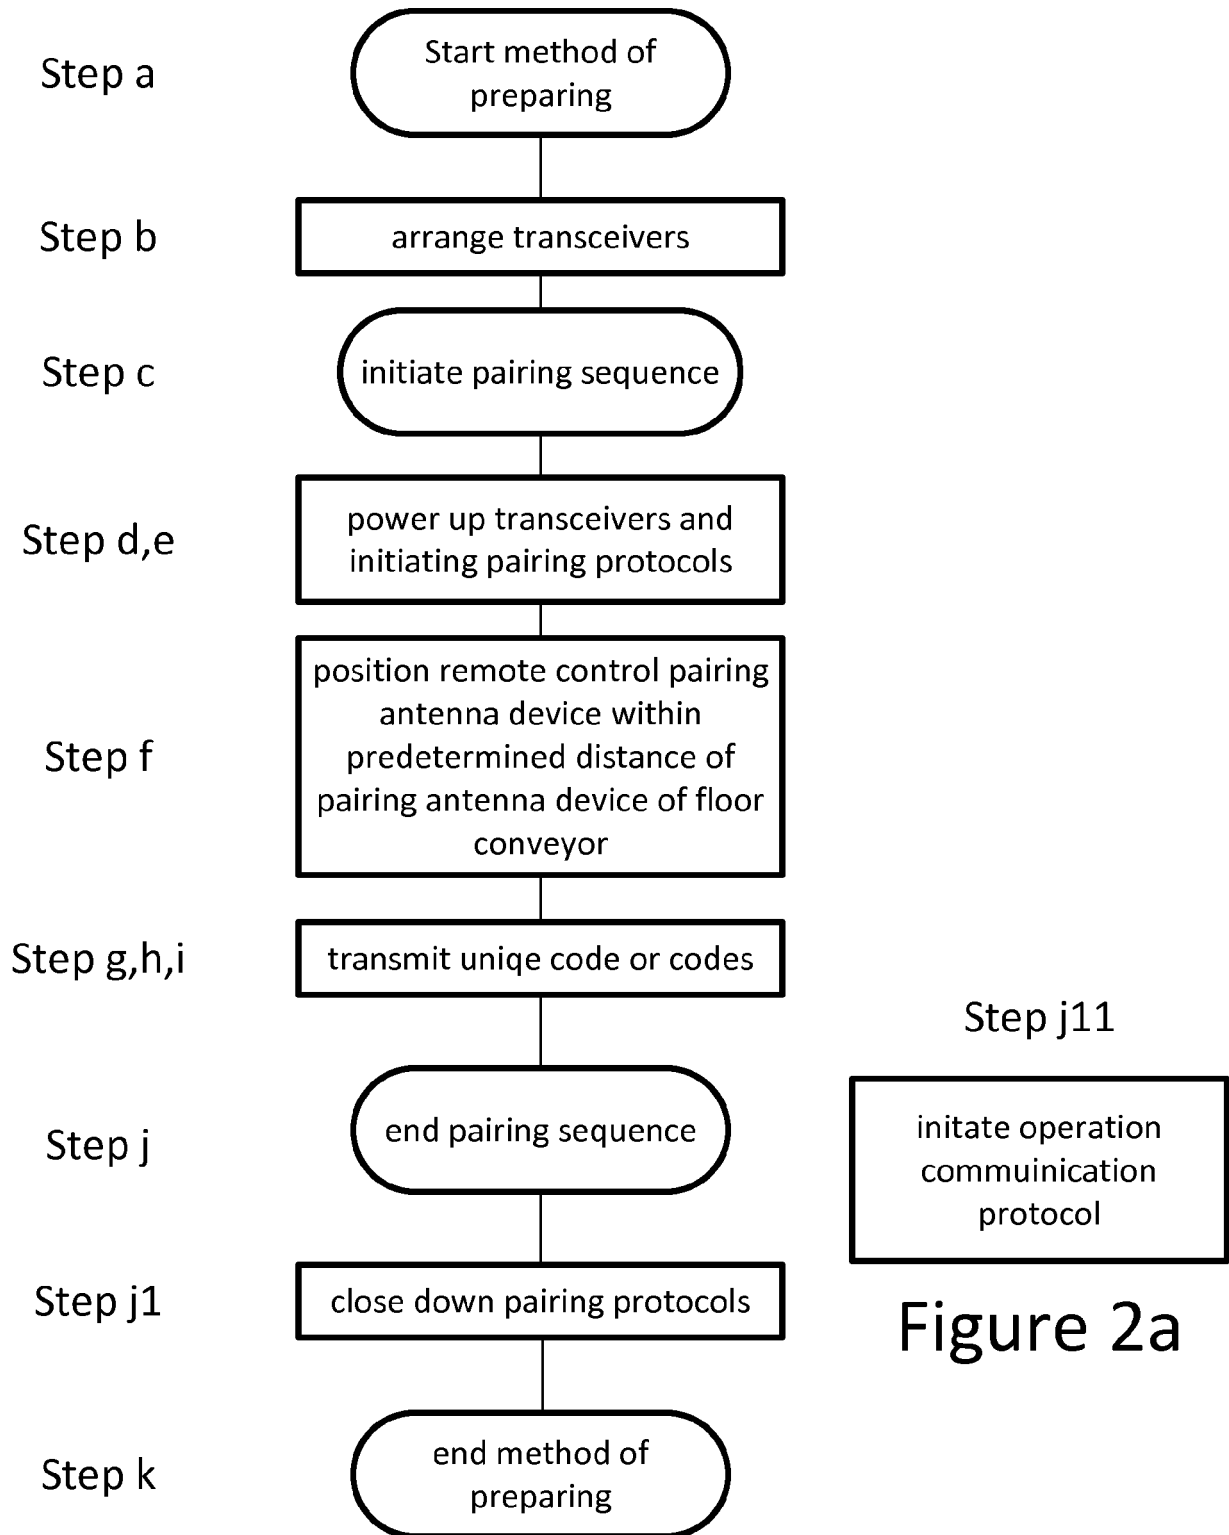 Step a
Start method of
preparing
Step b
arrange transceivers
Step c
initiate pairing sequence
Step d,e
power up transceivers and
initiating pairing protocols
Step f
position remote control pairing
antenna device within
predetermined distance of
pairing antenna device of floor
conveyor
Step g,h,i
transmit uniqe code or codes
Step j11
initate operation
commuinication
protocol
Step j
end pairing sequence
Step j1
close down pairing protocols
Figure 2a
Step k
end method of
preparing